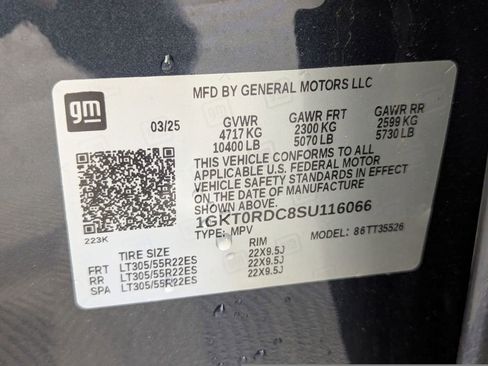 gm
MFD BY GENERAL MOTORS LLC
03/25 GVWR GAWR FRT GAWR RR
4717 KG 2300 KG 2599 KG
10400 LB 5070 LB 5730 LB
THIS VEHICLE CONFORMS TO ALL
APPLICABLE U.S. FEDERAL MOTOR
VEHICLE SAFETY STANDARDS IN EFFECT
ON THE DATE OF MANUFACTURE
SHOWN ABOVE.
1GKT0RDC8SU116066
223K
TYPE: MPV MODEL: 86TT35526
TIRE SIZE RIM
FRT LT305/55R22ES 22X9.5J
RR LT305/55R22ES 22X9.5J
SPA LT305/55R22ES 22X9.5J